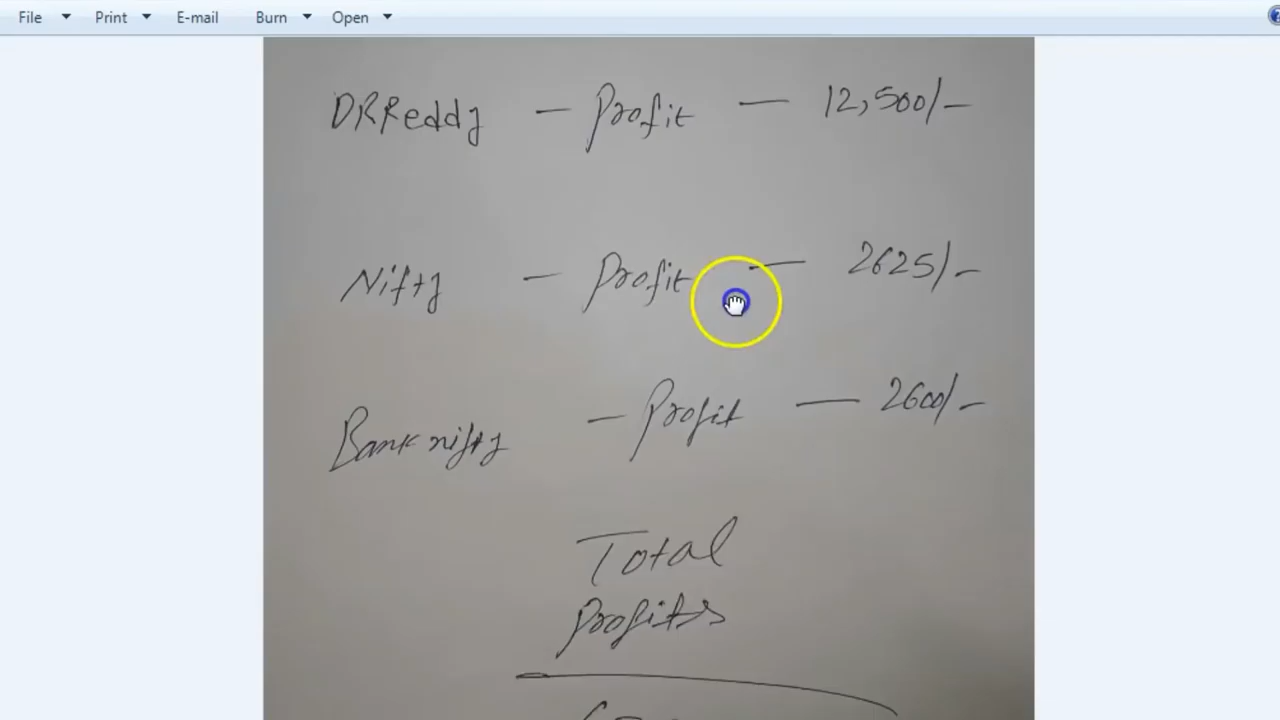 File Print E-mail Burn Open
DRReddy — Profit — 12,500/-
Nifty — Profit — 2625/-
Bank nifty — Profit — 2600/-
Total
Profits